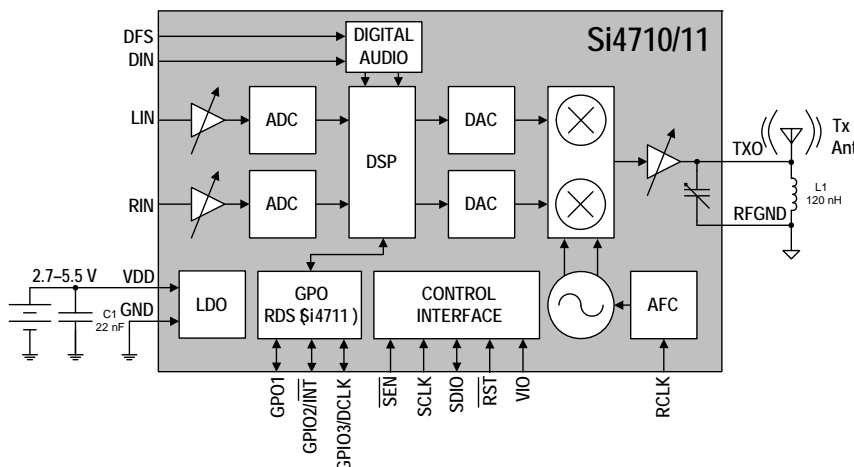 Si4710/11
DFS
DIN
DIGITAL
AUDIO
LIN
ADC
DSP
DAC
TXO
Tx
Ant
RIN
ADC
DAC
L1
120 nH
RFGND
2.7–5.5 V
VDD
C1
22 nF
GND
LDO
GPO
RDS (Si4711)
CONTROL
INTERFACE
AFC
GPO1
GPIO2/INT
GPIO3/DCLK
SEN
SCLK
SDIO
RST
VIO
RCLK